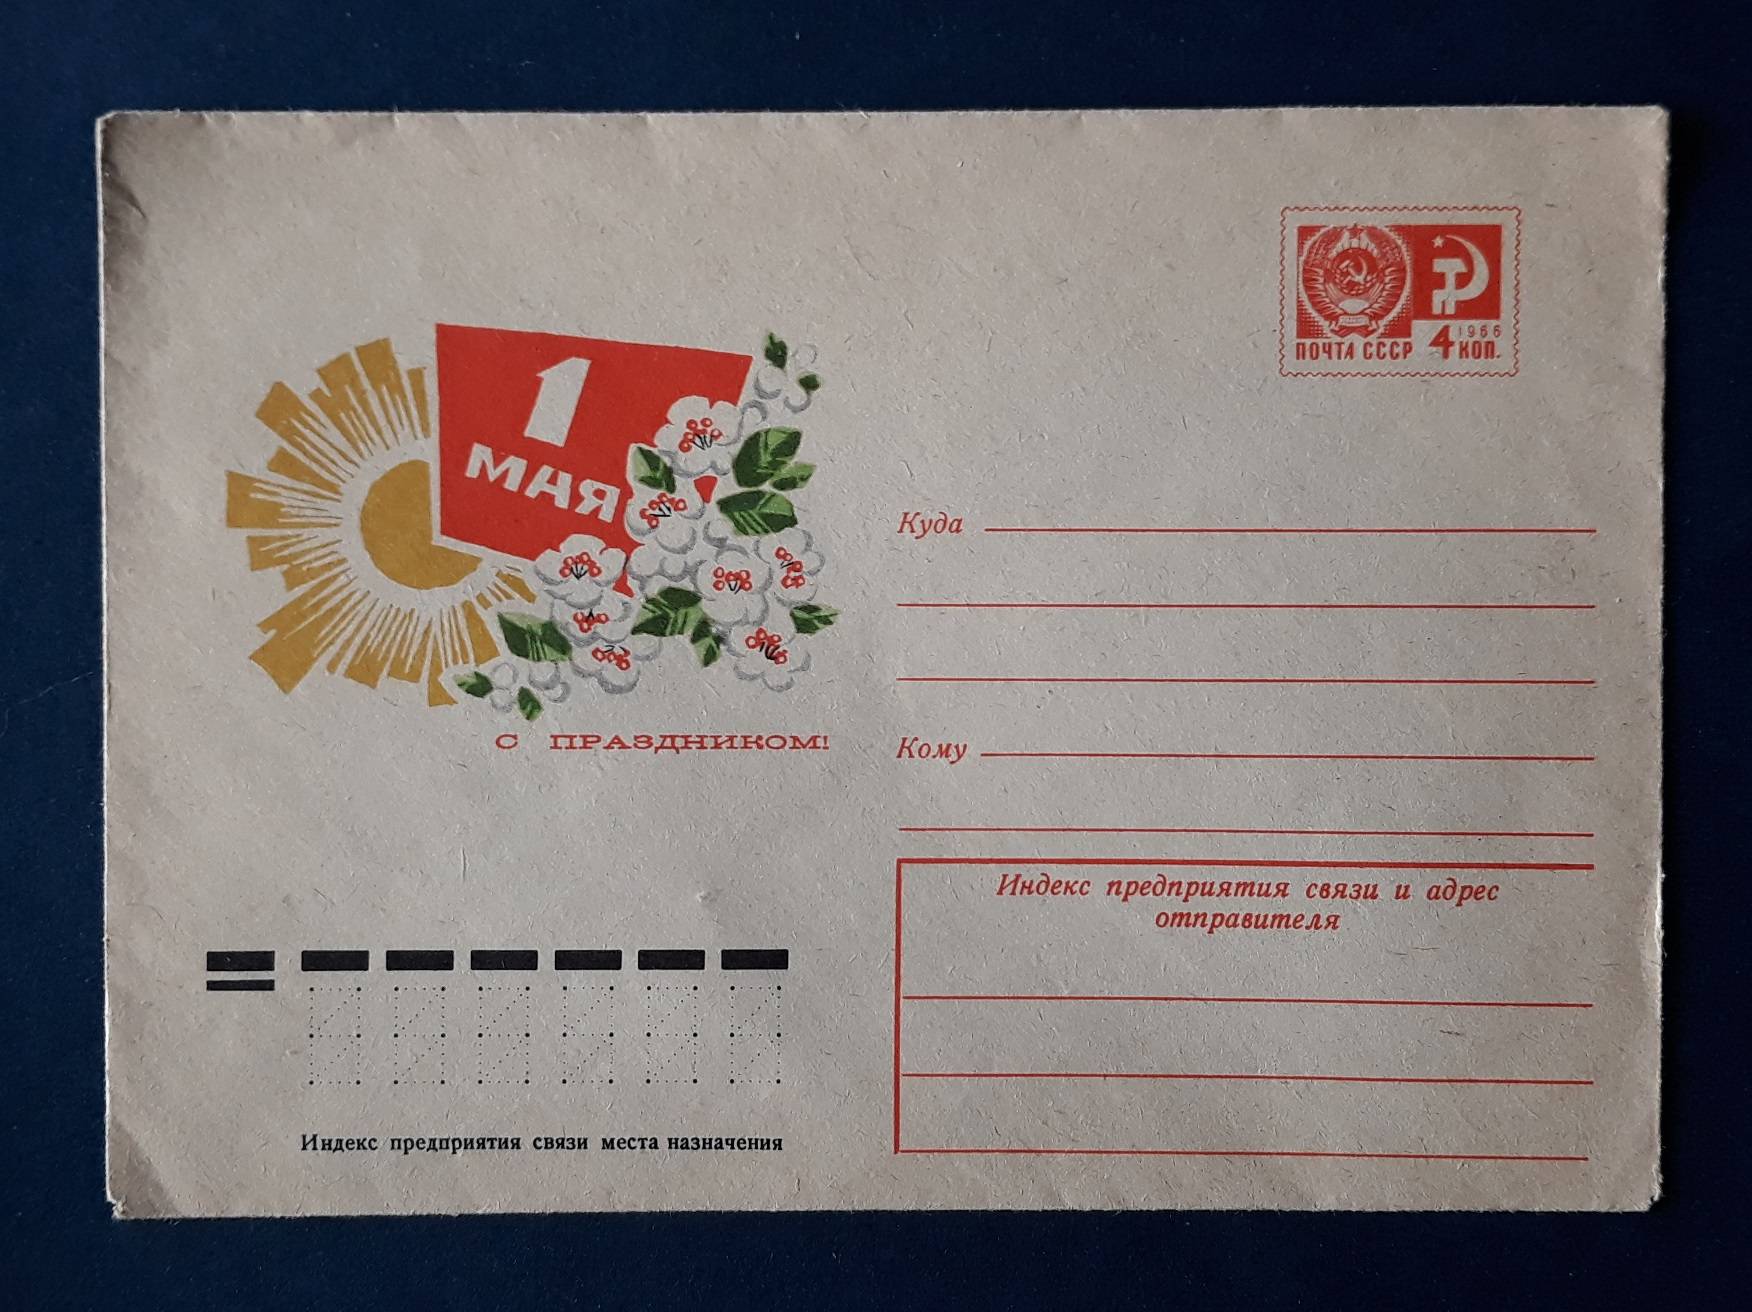 1966
ПОЧТА СССР 4 КОП.
1
МАЯ
С ПРАЗДНИКОМ!
Куда
Кому
Индекс предприятия связи и адрес
отправителя
Индекс предприятия связи места назначения